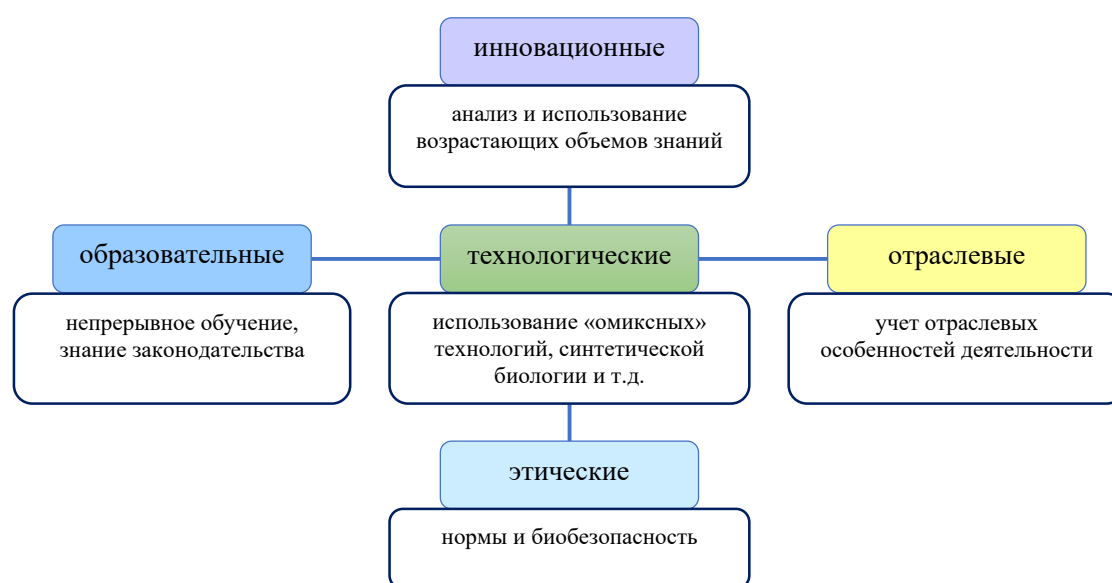 инновационные
анализ и использование
возрастающих объемов знаний
образовательные
непрерывное обучение,
знание законодательства
технологические
использование «омиксных»
технологий, синтетической
биологии и т.д.
отраслевые
учет отраслевых
особенностей деятельности
этические
нормы и биобезопасность